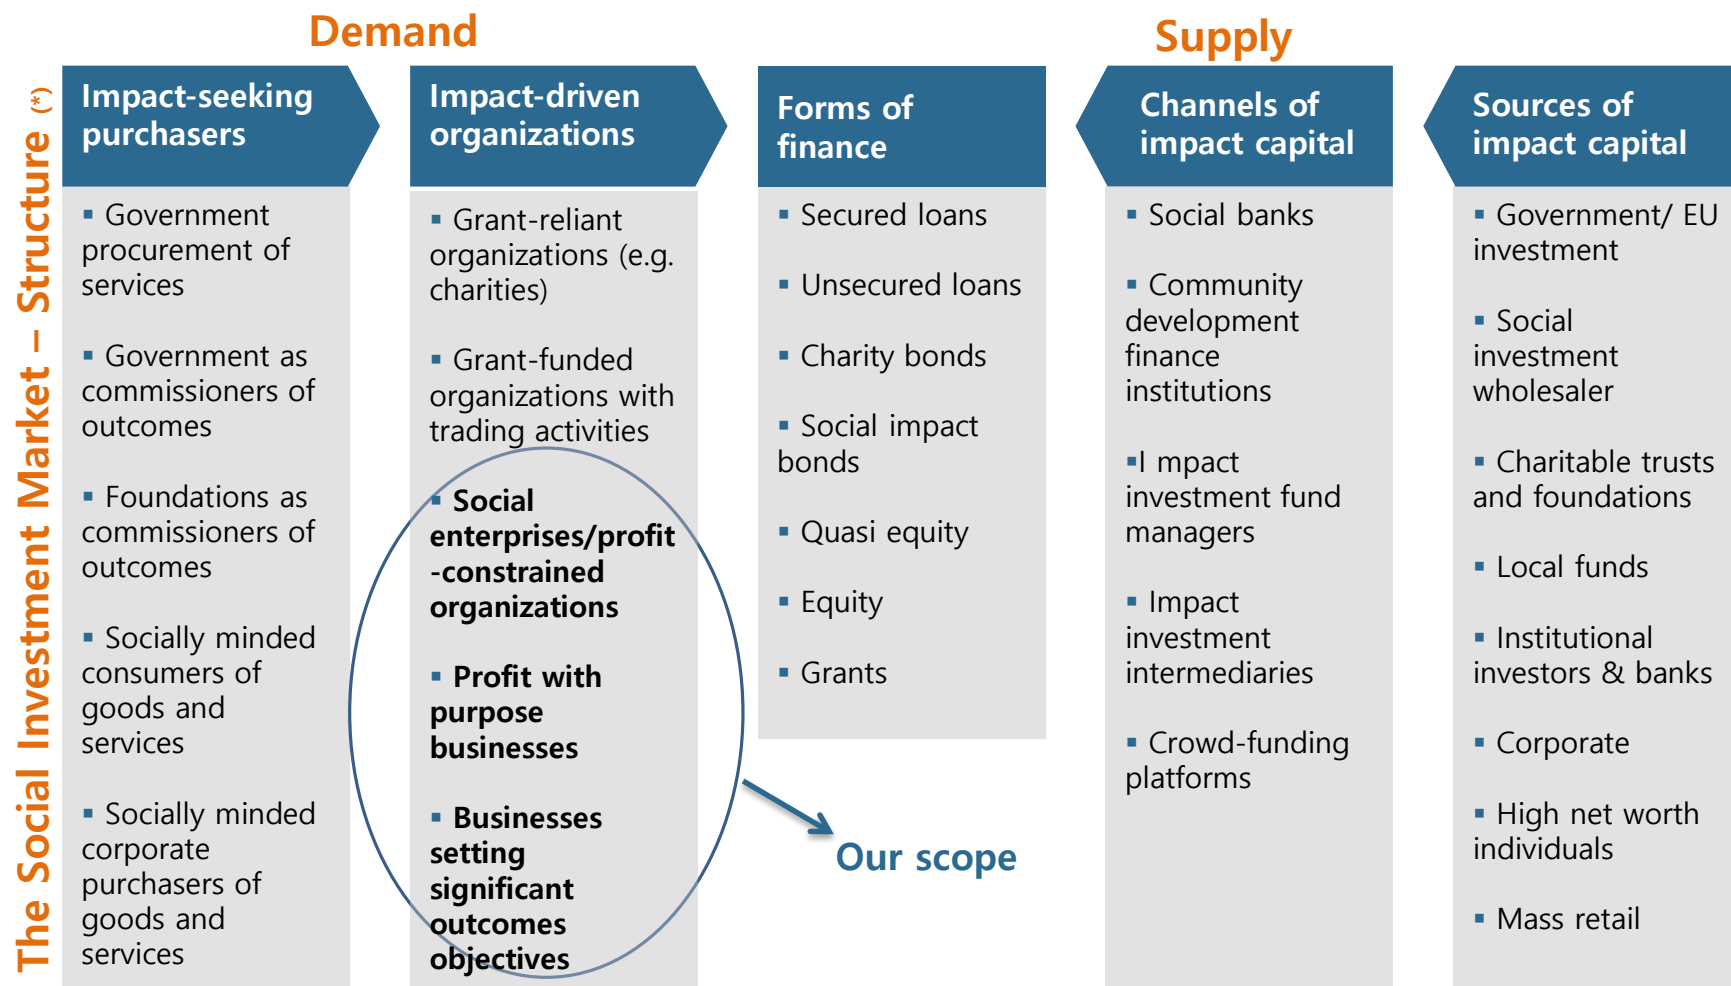 Demand
Supply
The Social Investment Market – Structure (*)
Impact-seeking
purchasers
▪ Government
procurement of
services
▪ Government as
commissioners of
outcomes
▪ Foundations as
commissioners of
outcomes
▪ Socially minded
consumers of
goods and
services
▪ Socially minded
corporate
purchasers of
goods and
services
Impact-driven
organizations
▪ Grant-reliant
organizations (e.g.
charities)
▪ Grant-funded
organizations with
trading activities
▪ Social
enterprises/profit
-constrained
organizations
▪ Profit with
purpose
businesses
▪ Businesses
setting
significant
outcomes
objectives
Forms of
finance
▪ Secured loans
▪ Unsecured loans
▪ Charity bonds
▪ Social impact
bonds
▪ Quasi equity
▪ Equity
▪ Grants
Our scope
Channels of
impact capital
▪ Social banks
▪ Community
development
finance
institutions
▪I mpact
investment fund
managers
▪ Impact
investment
intermediaries
▪ Crowd-funding
platforms
Sources of
impact capital
▪ Government/ EU
investment
▪ Social
investment
wholesaler
▪ Charitable trusts
and foundations
▪ Local funds
▪ Institutional
investors & banks
▪ Corporate
▪ High net worth
individuals
▪ Mass retail